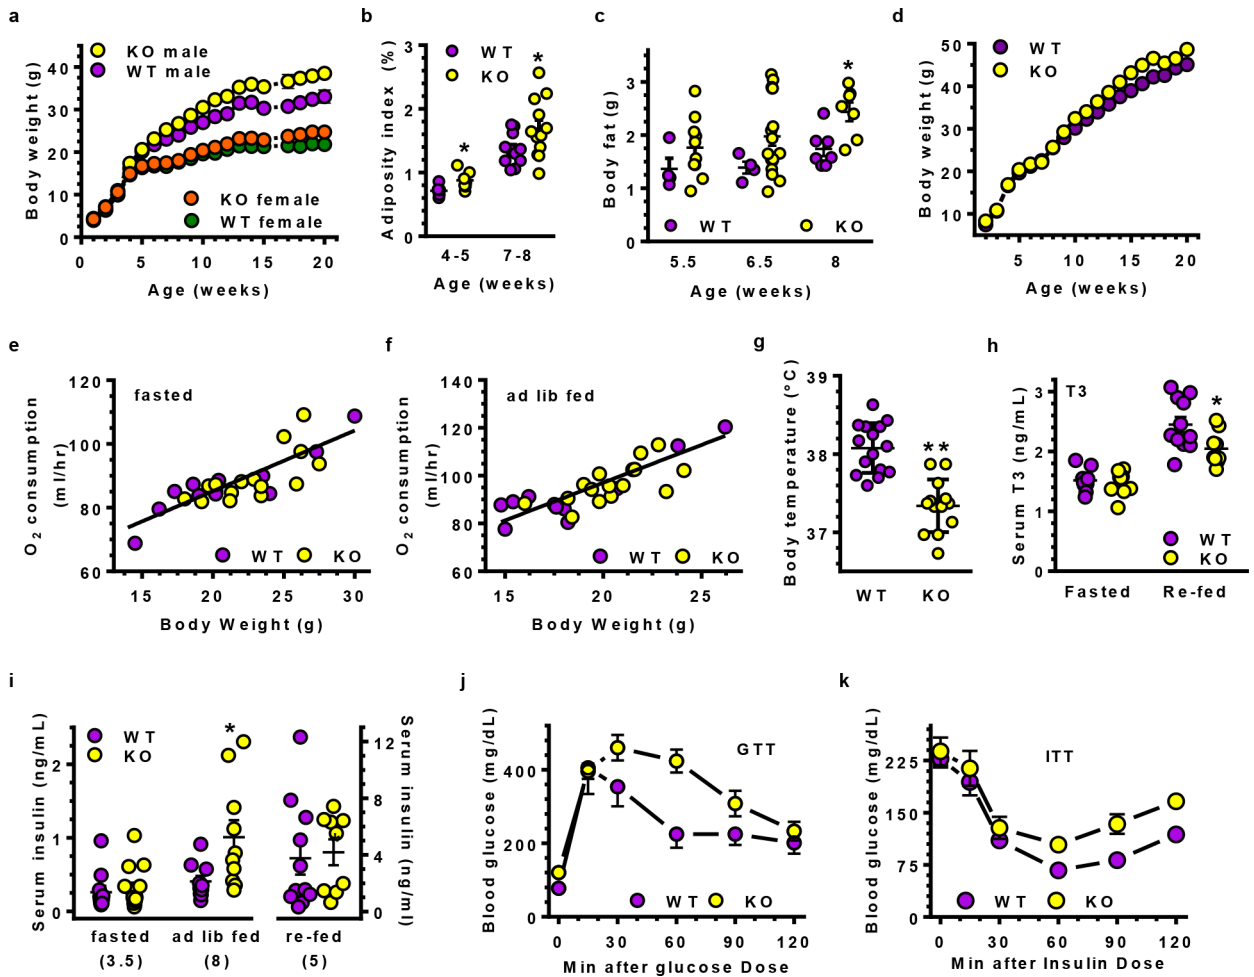 a
Body weight (g)
40
30
20
10
0
KO male
WT male
KO female
WT female
0 5 10 15 20
Age (weeks)
b
Adiposity index (%)
3
2
1
0
WT
KO
*
*
4-5 7-8
Age (weeks)
c
Body fat (g)
3
2
1
0
*
WT KO
5.5 6.5 8
Age (weeks)
d
Body weight (g)
50
40
30
20
10
WT
KO
5 10 15 20
Age (weeks)
e
O2 consumption
(ml/hr)
120
100
80
60
fasted
WT KO
15 20 25 30
Body Weight (g)
f
O2 consumption
(ml/hr)
140
120
100
80
60
ad lib fed
WT KO
15 20 25
Body Weight (g)
g
Body temperature (°C)
39
38
37
**
WT KO
h
Serum T3 (ng/mL)
3
2
1
0
T3
*
WT
KO
Fasted Re-fed
i
Serum insulin (ng/mL)
2
1
0
WT
KO
*
Serum insulin (ng/ml)
12
8
4
0
fasted ad lib fed re-fed
(3.5) (8) (5)
j
Blood glucose (mg/dL)
400
200
0
GTT
WT KO
0 30 60 90 120
Min after glucose Dose
k
Blood glucose (mg/dL)
225
150
75
0
ITT
WT KO
0 30 60 90 120
Min after Insulin Dose